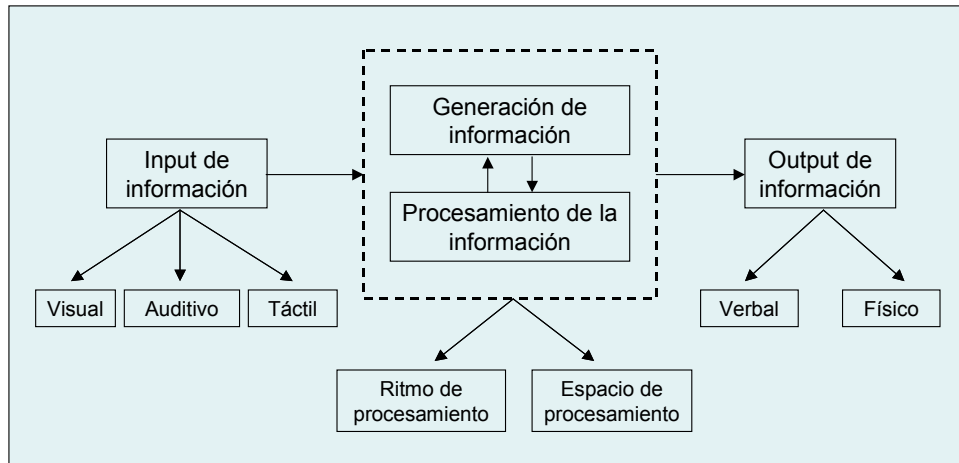 Generación de
información
Input de
información
Output de
información
Procesamiento de la
información
Visual
Auditivo
Táctil
Verbal
Físico
Ritmo de
procesamiento
Espacio de
procesamiento